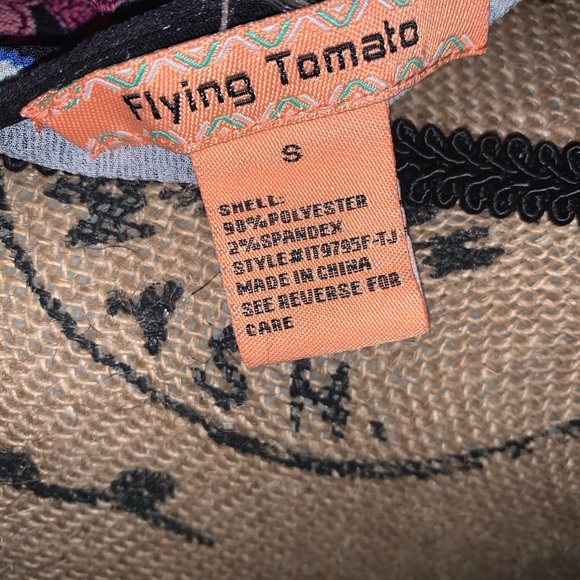 Flying Tomato
S
SHELL:
98%POLYESTER
2%SPANDEX
STYLE#IT9795F-TJ
MADE IN CHINA
SEE REVERSE FOR
CARE